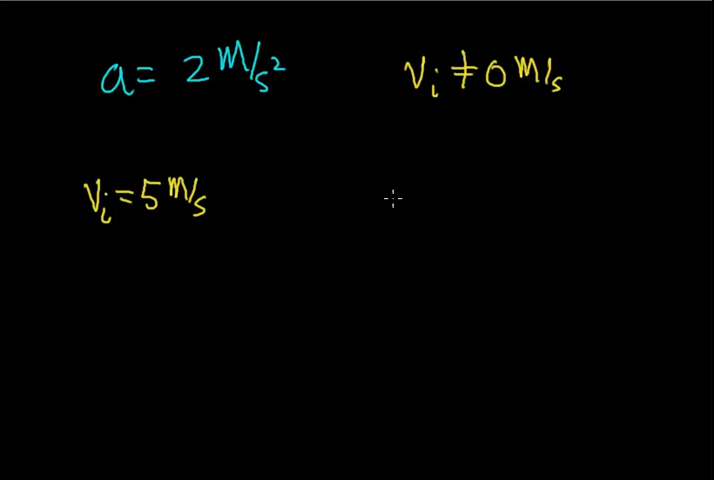 a = 2 m/s²
vᵢ ≠ 0 m/s
vᵢ = 5 m/s